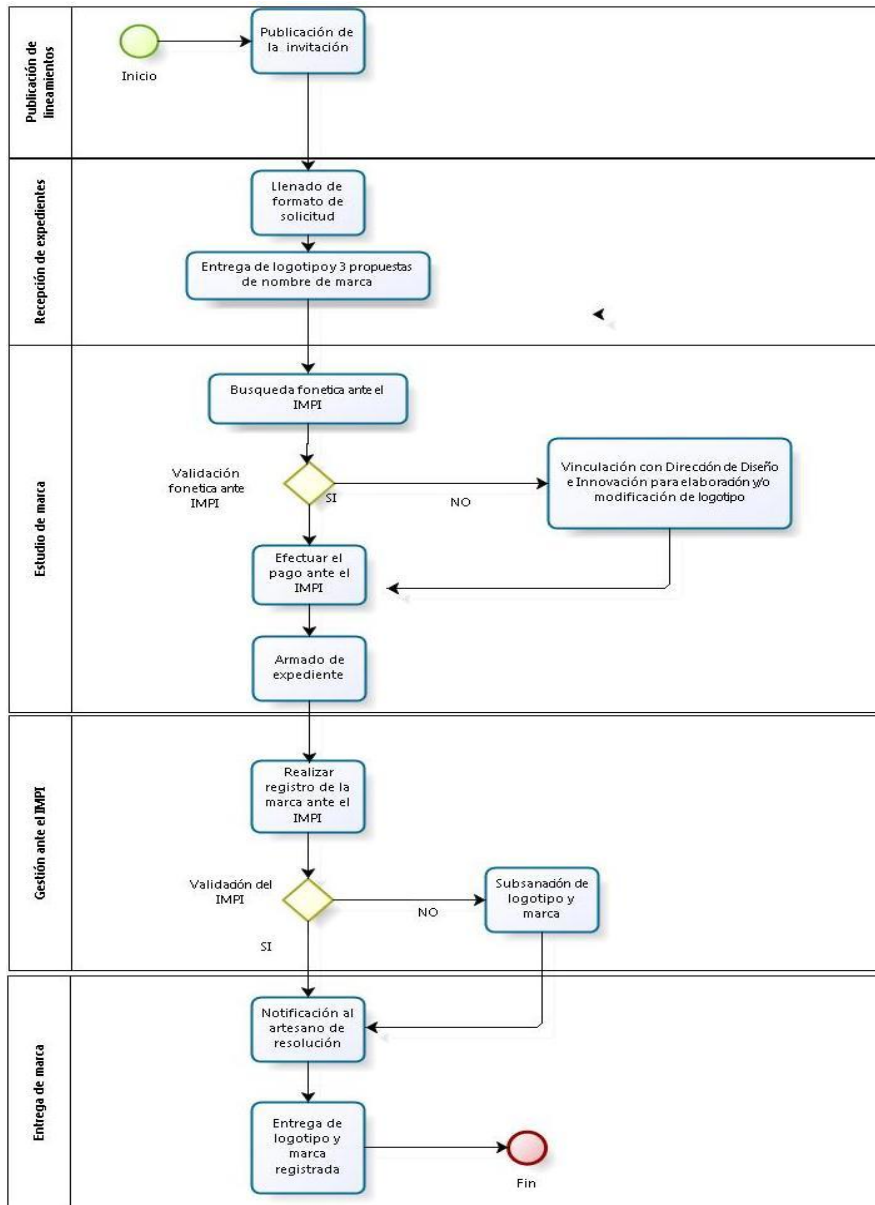 Publicación de
lineamientos
Inicio
Publicación de
la invitación
Recepción de expedientes
Llenado de
formato de
solicitud
Entrega de logotipo y 3 propuestas
de nombre de marca
Estudio de marca
Busqueda fonetica ante el
IMPI
Validación
fonetica ante
IMPI
SI
NO
Vinculación con Dirección de Diseño
e Innovación para elaboración y/o
modificación de logotipo
Efectuar el
pago ante el
IMPI
Armado de
expediente
Gestión ante el IMPI
Realizar
registro de la
marca ante el
IMPI
Validación del
IMPI
NO
SI
Subsanación de
logotipo y
marca
Entrega de marca
Notificación al
artesano de
resolución
Entrega de
logotipo y
marca
registrada
Fin